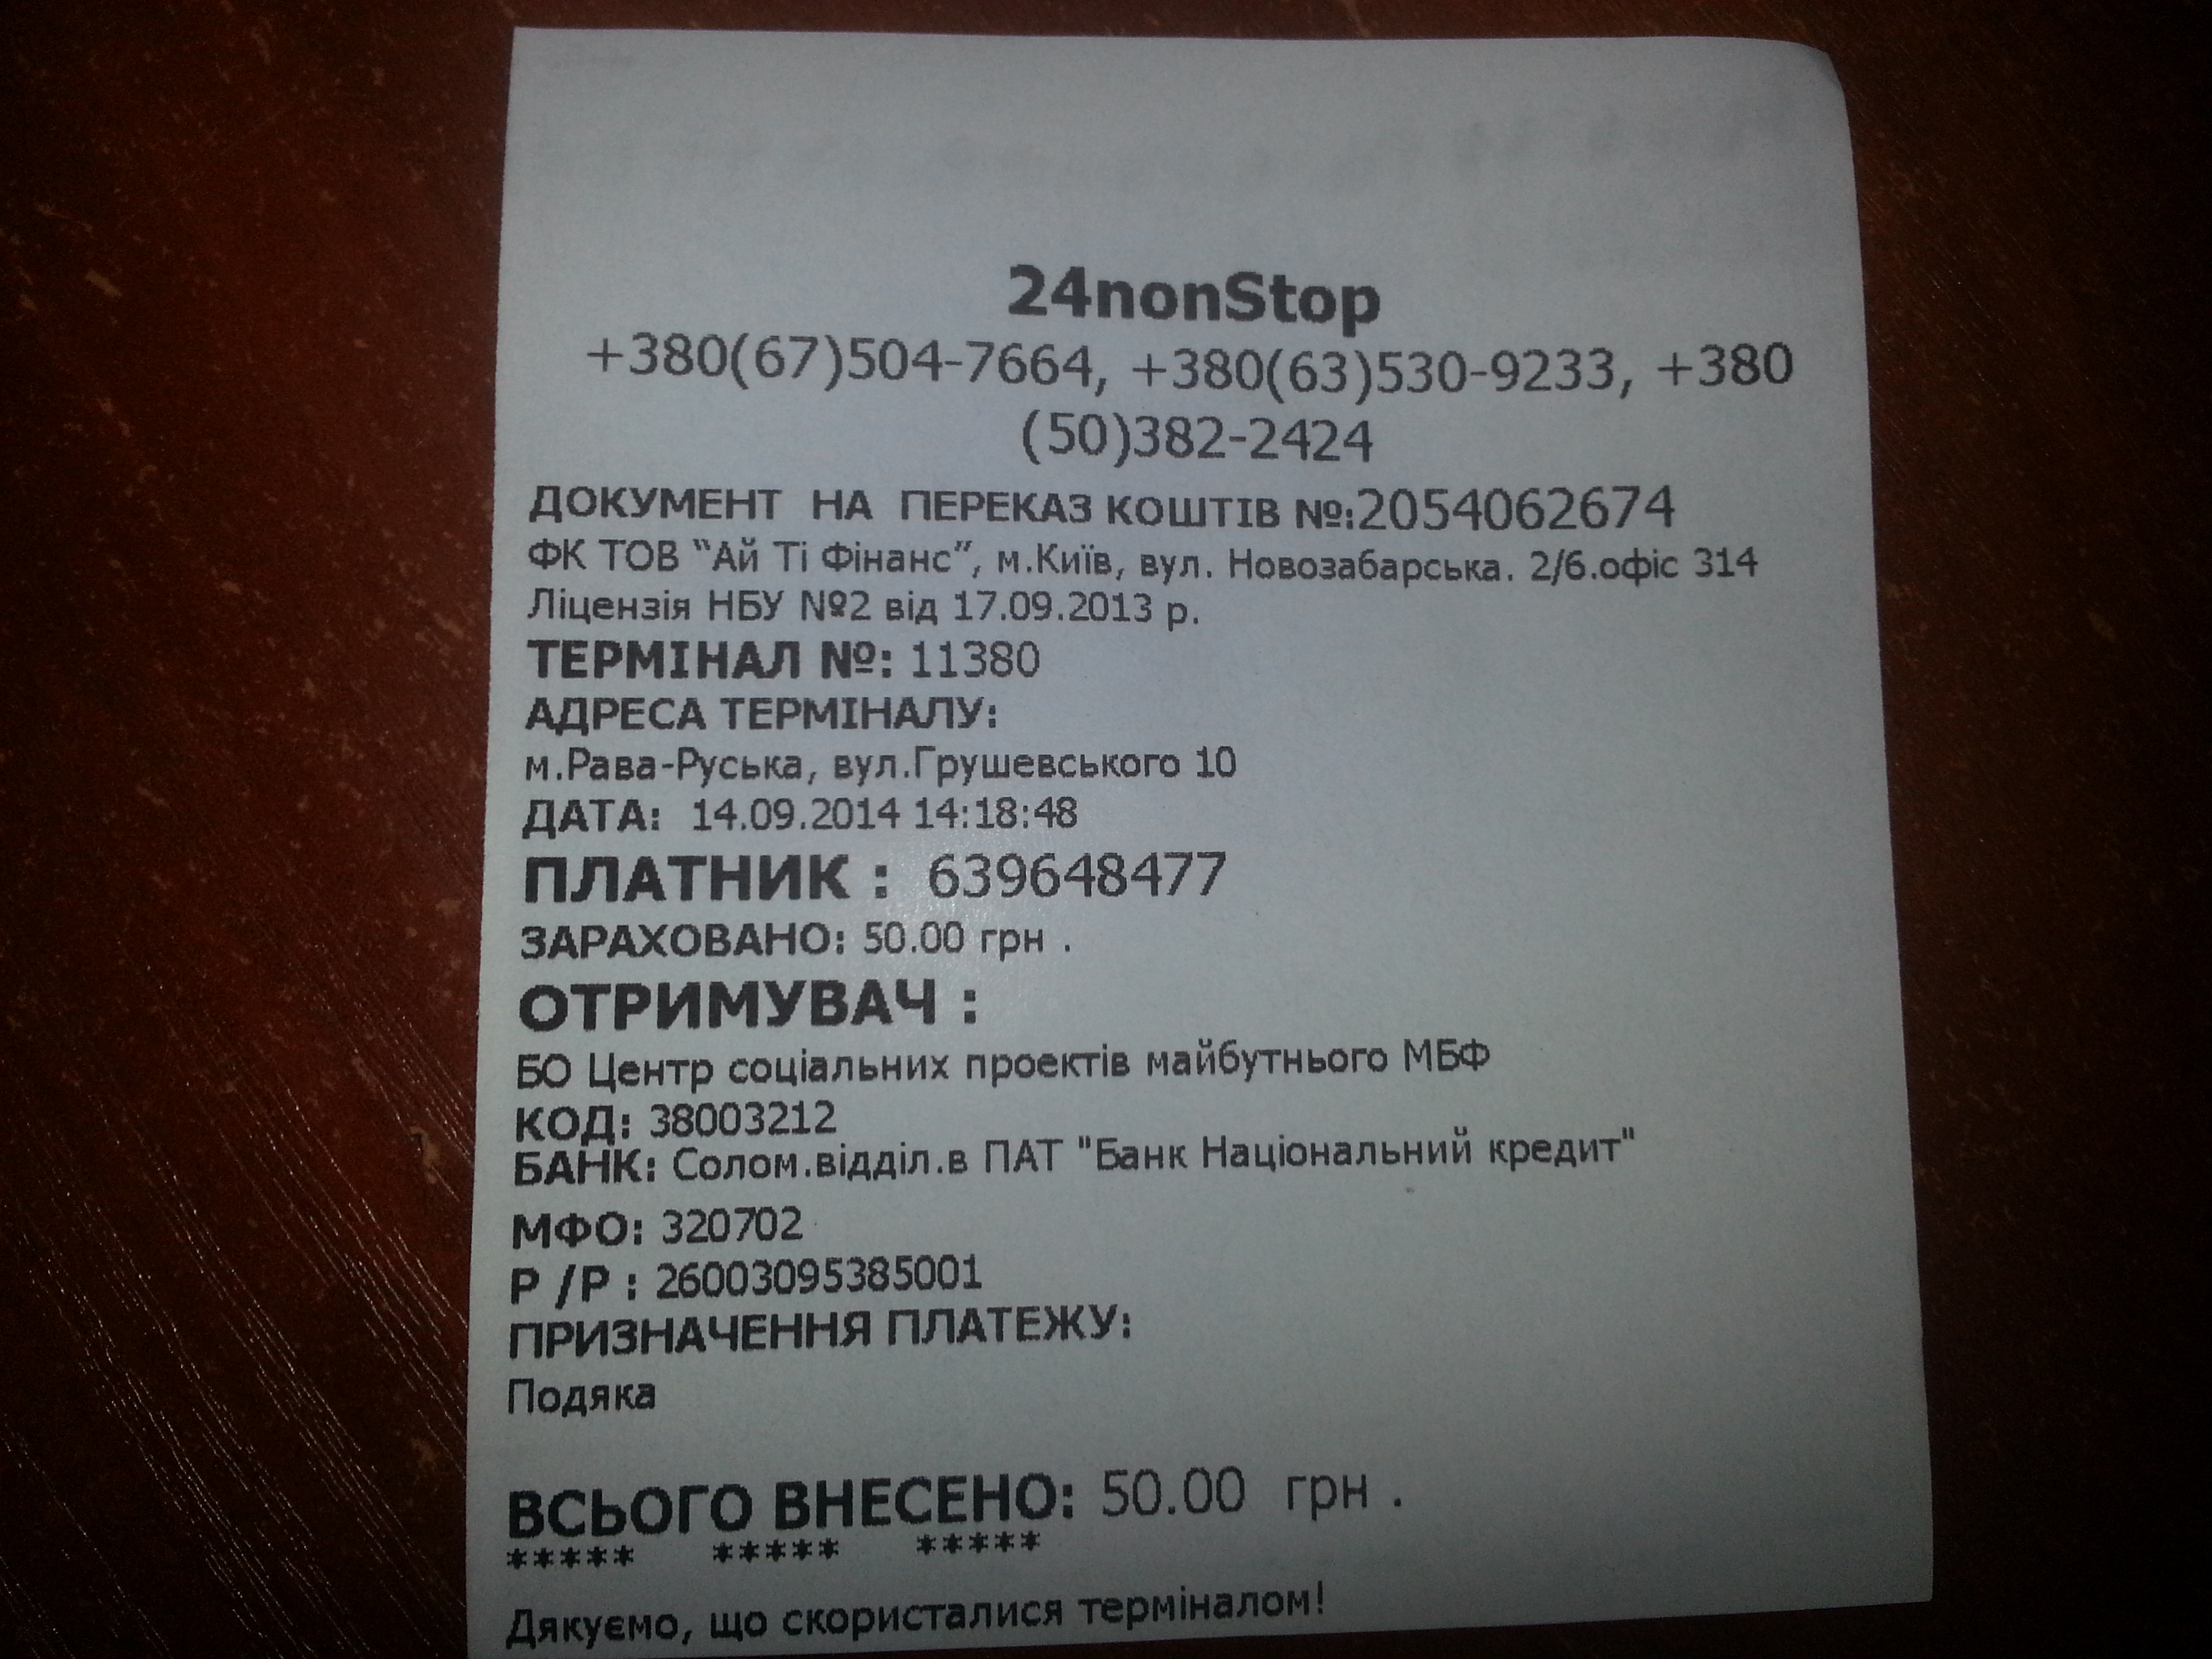 24nonStop
+380(67)504-7664, +380(63)530-9233, +380
(50)382-2424
ДОКУМЕНТ НА ПЕРЕКАЗ КОШТІВ №:2054062674
ФК ТОВ “Ай Ті Фінанс”, м.Київ, вул. Новозабарська. 2/6.офіс 314
Ліцензія НБУ №2 від 17.09.2013 р.
ТЕРМІНАЛ №: 11380
АДРЕСА ТЕРМІНАЛУ:
м.Рава-Руська, вул.Грушевського 10
ДАТА: 14.09.2014 14:18:48
ПЛАТНИК : 639648477
ЗАРАХОВАНО: 50.00 грн .
ОТРИМУВАЧ :
БО Центр соціальних проектів майбутнього МБФ
КОД: 38003212
БАНК: Солом.відділ.в ПАТ "Банк Національний кредит"
МФО: 320702
Р /Р : 26003095385001
ПРИЗНАЧЕННЯ ПЛАТЕЖУ:
Подяка
ВСЬОГО ВНЕСЕНО: 50.00 грн .
***** ***** *****
Дякуємо, що скористалися терміналом!